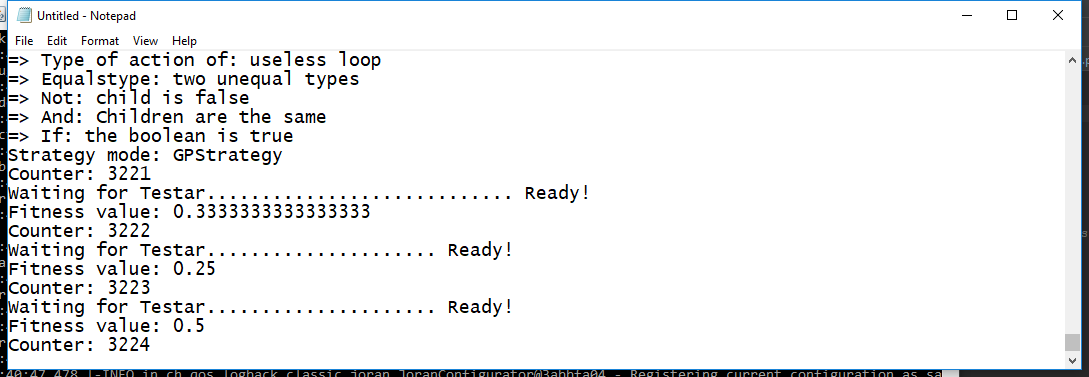 Untitled - Notepad
File Edit Format View Help
=> Type of action of: useless loop
=> Equalstype: two unequal types
=> Not: child is false
=> And: Children are the same
=> If: the boolean is true
Strategy mode: GPStrategy
Counter: 3221
Waiting for Testar............................ Ready!
Fitness value: 0.3333333333333333
Counter: 3222
Waiting for Testar..................... Ready!
Fitness value: 0.25
Counter: 3223
Waiting for Testar..................... Ready!
Fitness value: 0.5
Counter: 3224
:40:47,478 |-INFO in ch.qos.logback.classic.joran.JoranConfigurator@3abbfa04 - Registering current configuration as sa